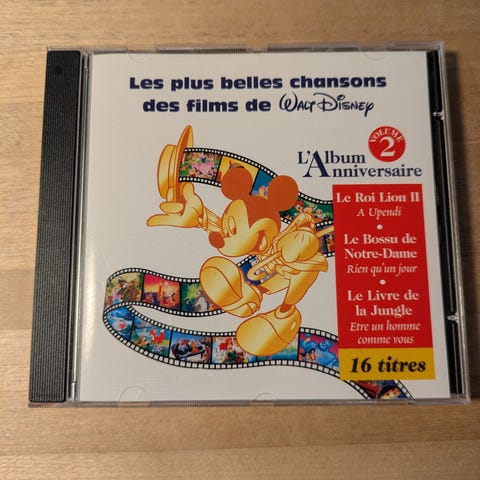 Les plus belles chansons
des films de Walt Disney
VOLUME
2
L'Album
Anniversaire
Le Roi Lion II
A Upendi
•
Le Bossu de
Notre-Dame
Rien qu'un jour
•
Le Livre de
la Jungle
Etre un homme
comme vous
16 titres